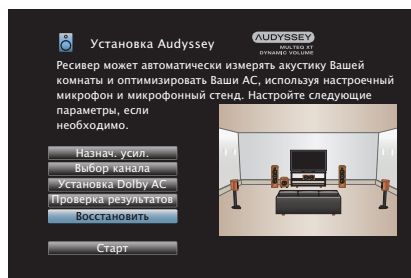 Установка Audyssey
AUDYSSEY
MULTEQ XT
DYNAMIC VOLUME
Ресивер может автоматически измерять акустику Вашей
комнаты и оптимизировать Ваши АС, используя настроечный
микрофон и микрофонный стенд. Настройте следующие
параметры, если
необходимо.
Назнач. усил.
Выбор канала
Установка Dolby АС
Проверка результатов
Восстановить
Старт